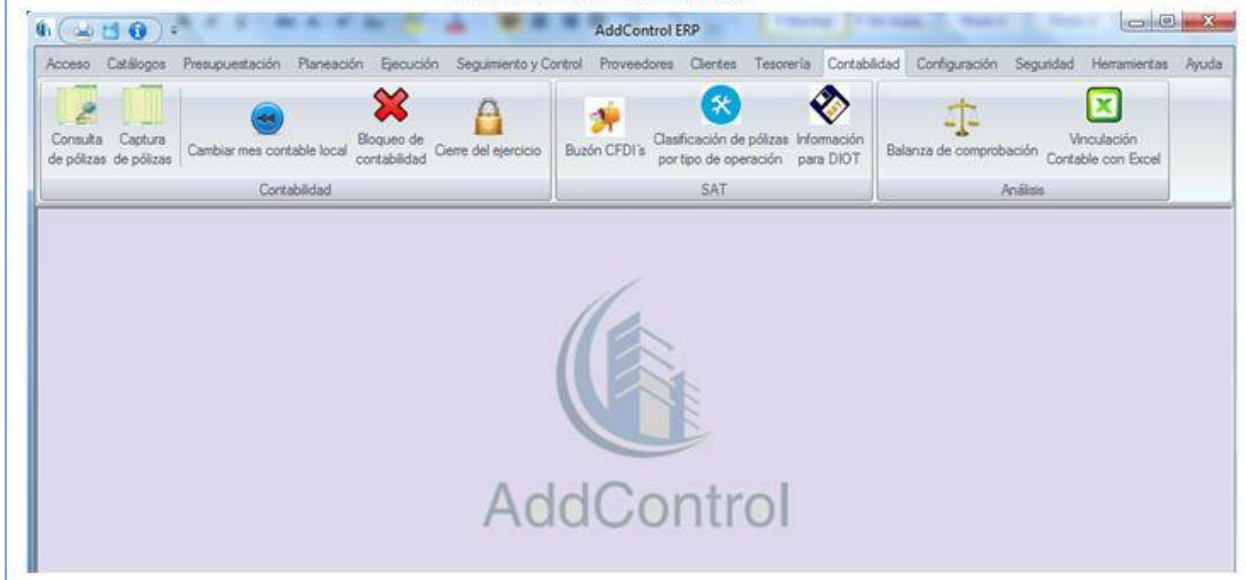 AddControl ERP
Acceso Catálogos Presupuestación Planeación Ejecución Seguimiento y Control Proveedores Clientes Tesorería Contabilidad Configuración Seguridad Herramientas Ayuda
Consulta de pólizas
Captura de pólizas
Cambiar mes contable local
Bloqueo de contabilidad
Cierre del ejercicio
Buzón CFDI´s
Clasificación de pólizas por tipo de operación
Información para DIOT
Balanza de comprobación
Vinculación Contable con Excel
Contabilidad SAT Análisis
AddControl